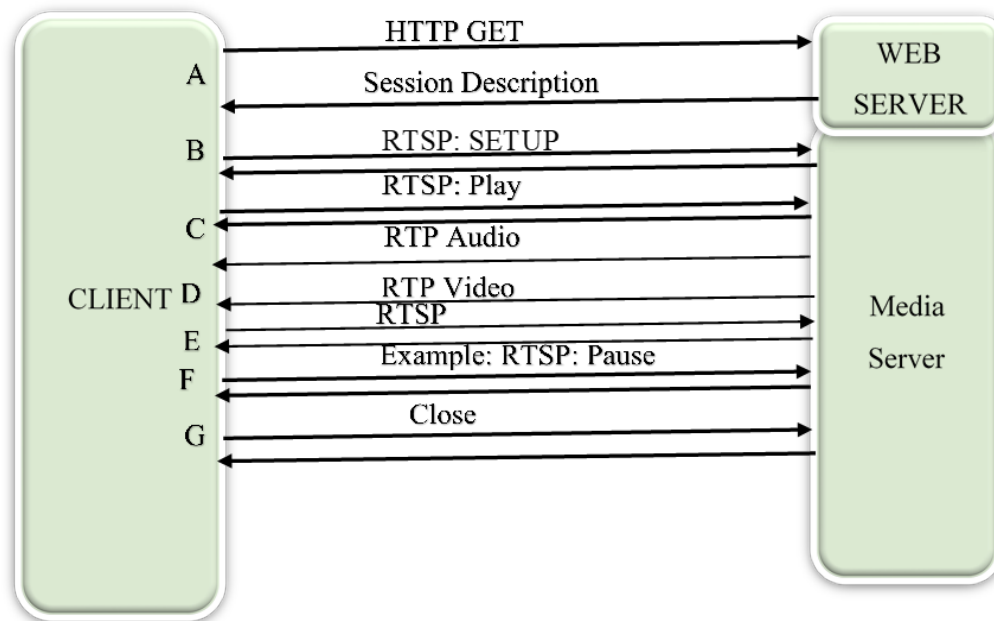 HTTP GET
WEB
SERVER
A
Session Description
B
RTSP: SETUP
RTSP: Play
C
RTP Audio
CLIENT
D
RTP Video
Media
Server
RTSP
E
Example: RTSP: Pause
F
Close
G